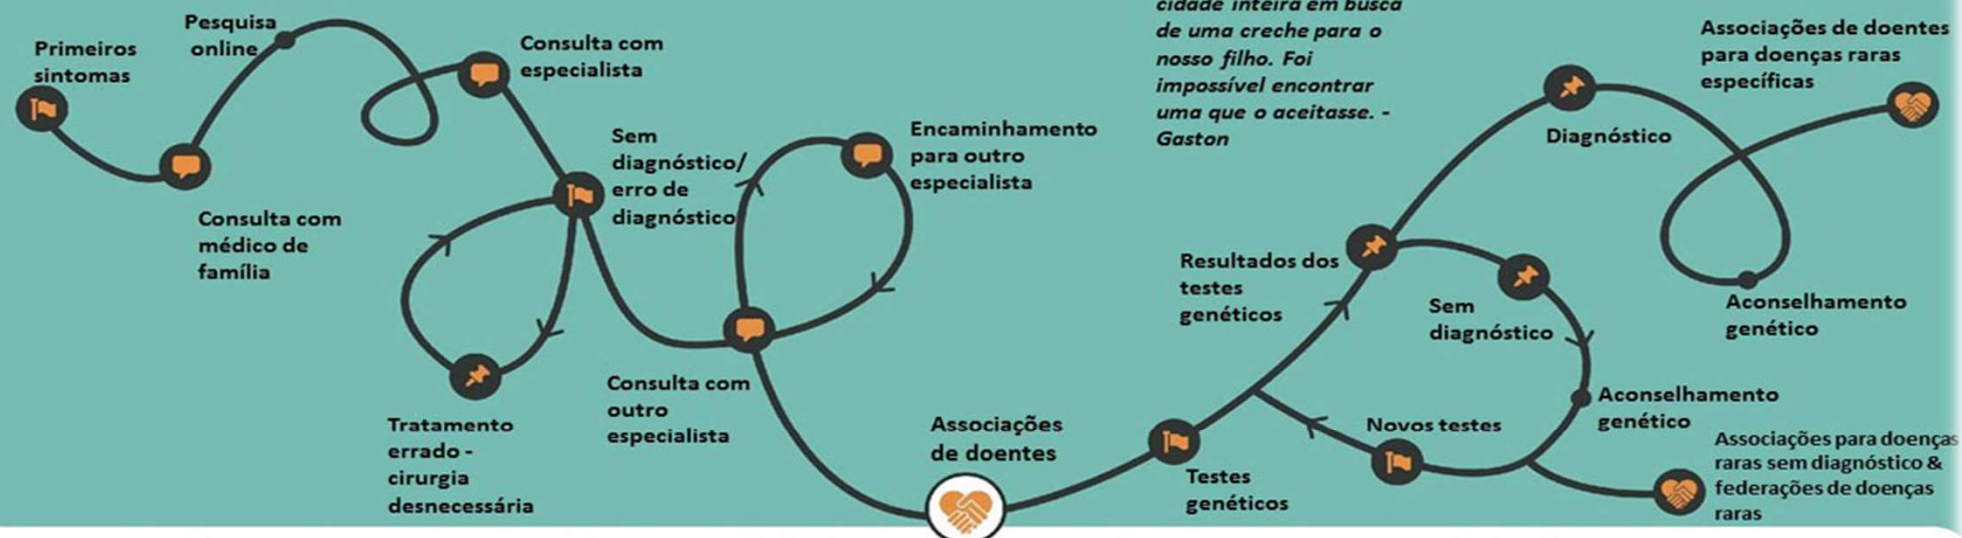 Primeiros
sintomas
Pesquisa
online
Consulta com
médico de
família
Consulta com
especialista
Sem
diagnóstico/
erro de
diagnóstico
Tratamento
errado -
cirurgia
desnecessária
Encaminhamento
para outro
especialista
Consulta com
outro
especialista
Associações
de doentes
cidade inteira em busca
de uma creche para o
nosso filho. Foi
impossível encontrar
uma que o aceitasse. -
Gaston
Testes
genéticos
Resultados dos
testes
genéticos
Diagnóstico
Sem
diagnóstico
Aconselhamento
genético
Novos testes
Associações para doenças
raras sem diagnóstico &
federações de doenças
raras
Aconselhamento
genético
Associações de doentes
para doenças raras
específicas